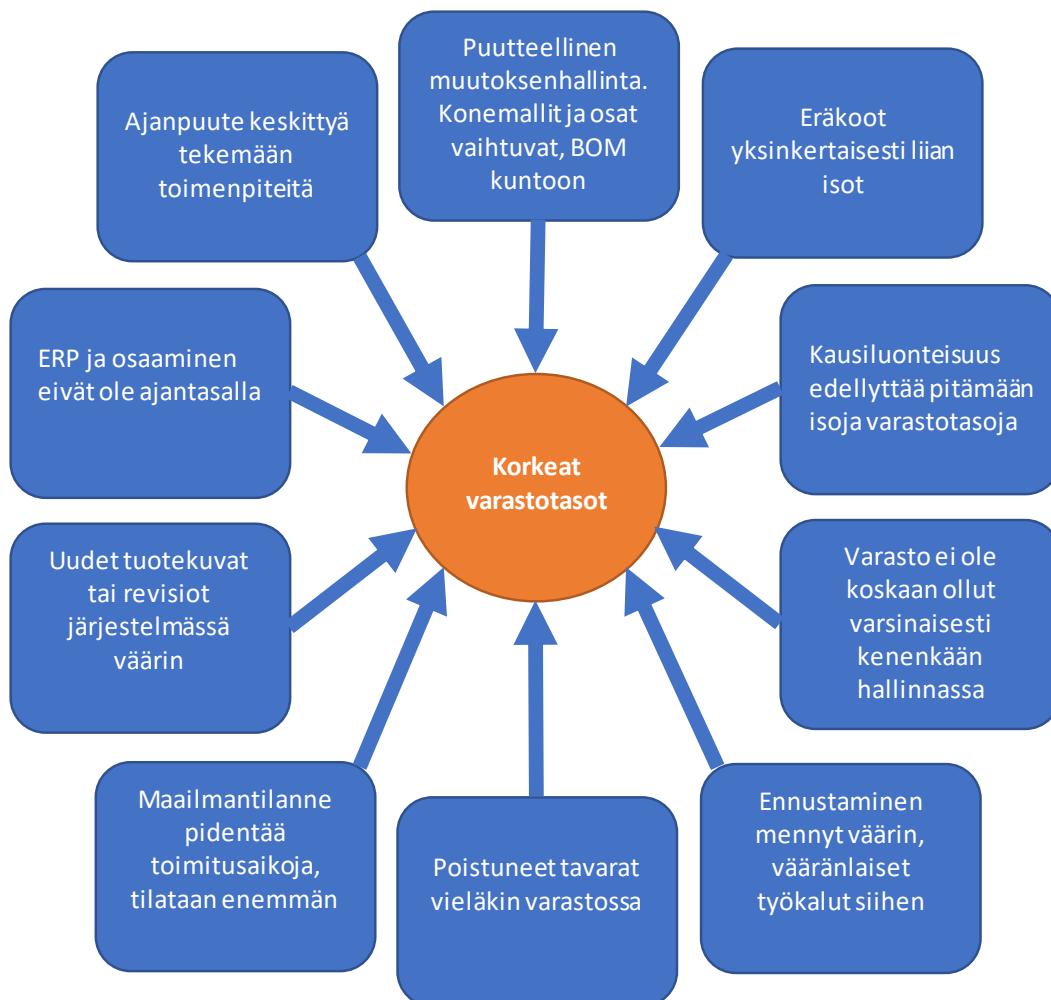 Puutteellinen
muutoksenhallinta.
Konemallit ja osat
vaihtuvat, BOM
kuntoon
Ajanpuute keskittyä
tekemään
toimenpiteitä
Eräkoot
yksinkertaisesti liian
isot
ERP ja osaaminen
eivät ole ajantasalla
Kausiluonteisuus
edellyttää pitämään
isoja varastotasoja
Korkeat
varastotasot
Uudet tuotekuvat
tai revisiot
järjestelmässä
väärin
Varasto ei ole
koskaan ollut
varsinaisesti
kenenkään
hallinnassa
Maailmantilanne
pidentää
toimitusaikoja,
tilataan enemmän
Poistuneet tavarat
vieläkin varastossa
Ennustaminen
mennyt väärin,
vääränlaiset
työkalut siihen